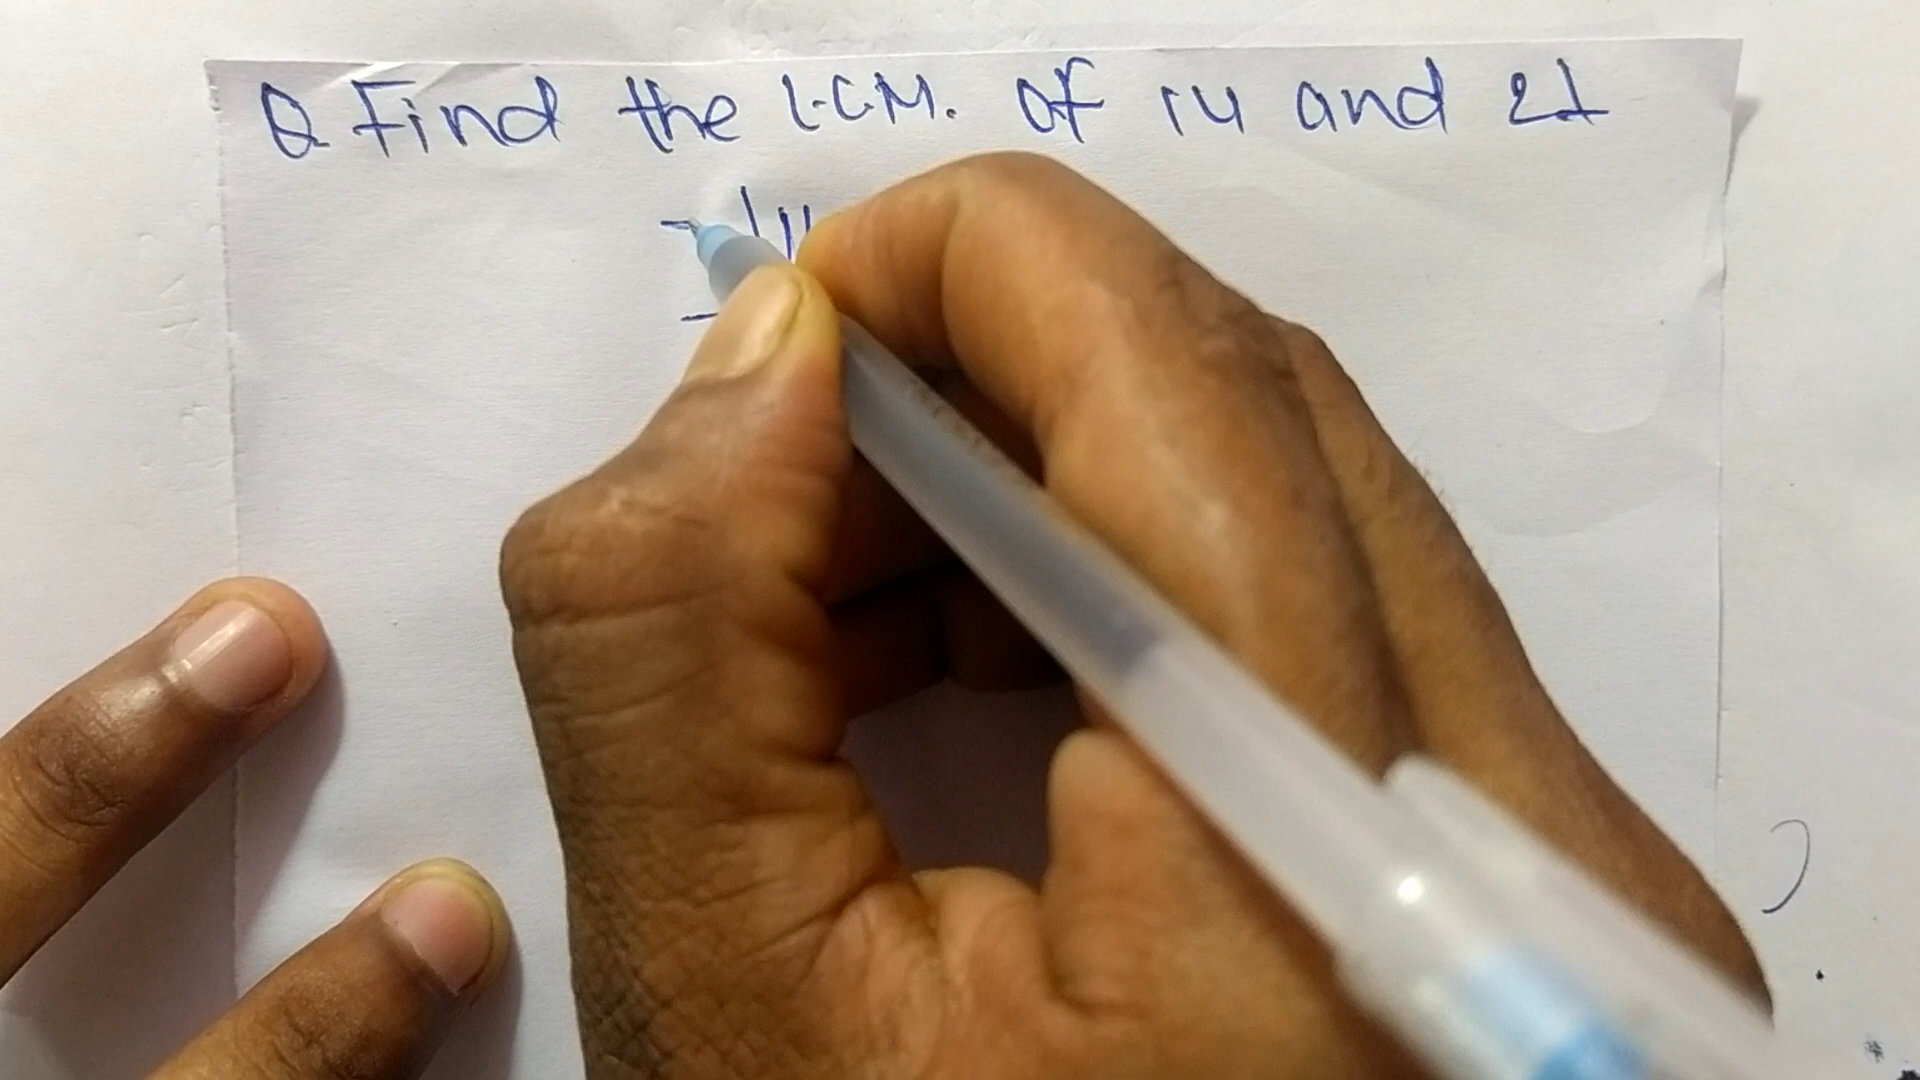 Q Find the L.C.M. of 14 and 21